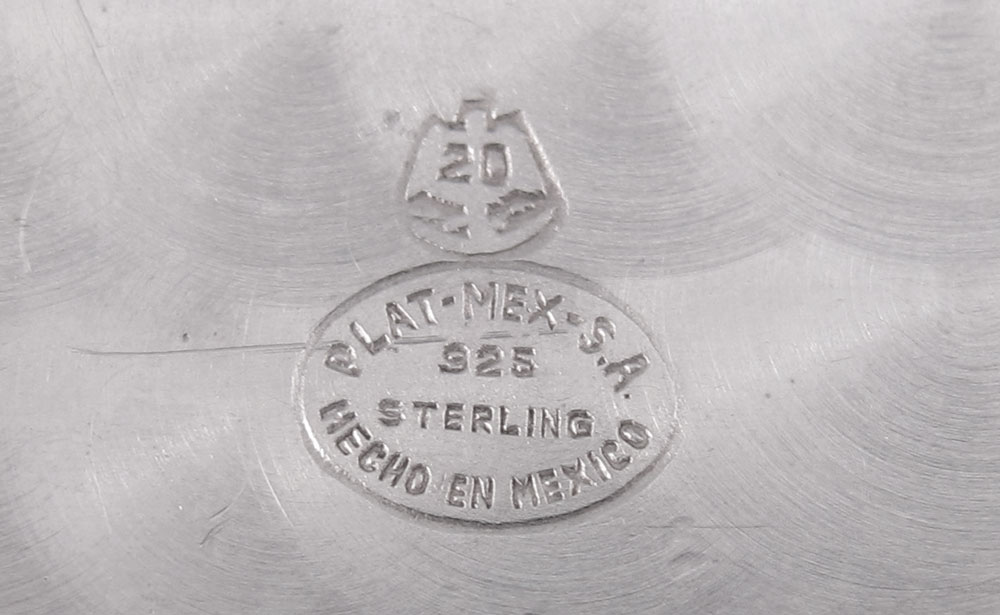 20
PLAT-MEX-S.A.
925
STERLING
HECHO EN MEXICO